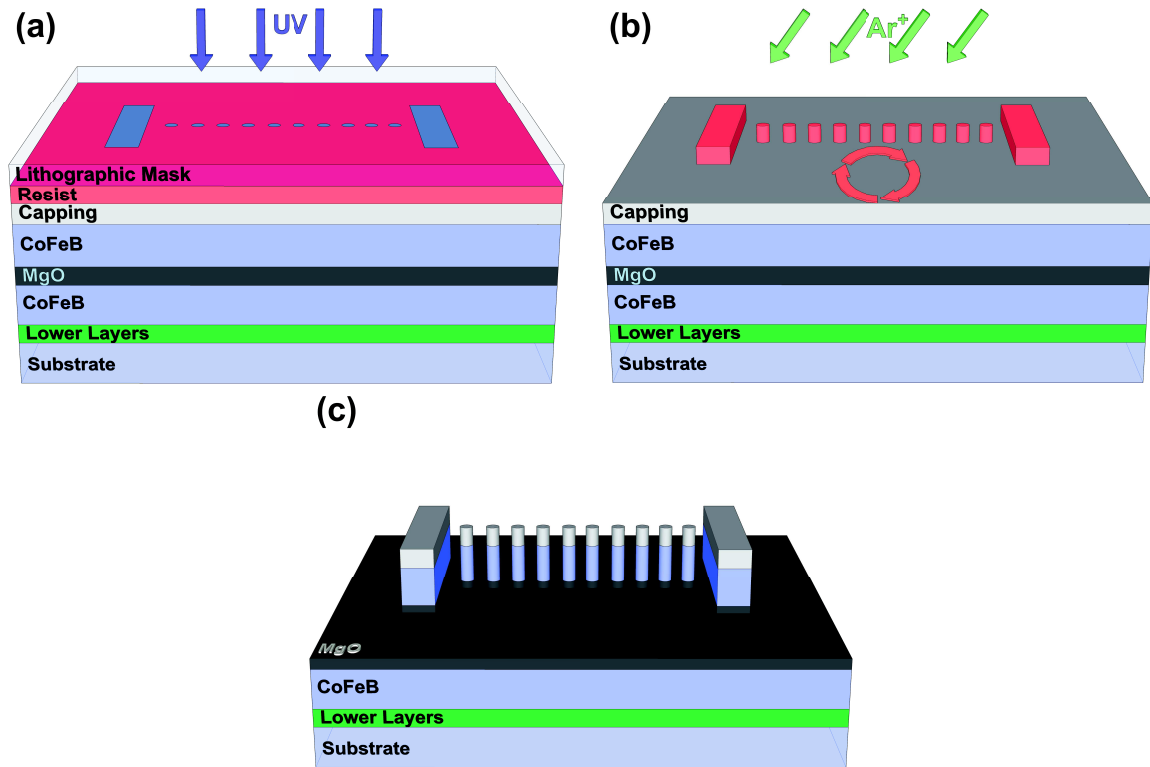 (a)
UV
Lithographic Mask
Resist
Capping
CoFeB
MgO
CoFeB
Lower Layers
Substrate
(b)
Ar+
Capping
CoFeB
MgO
CoFeB
Lower Layers
Substrate
(c)
MgO
CoFeB
Lower Layers
Substrate